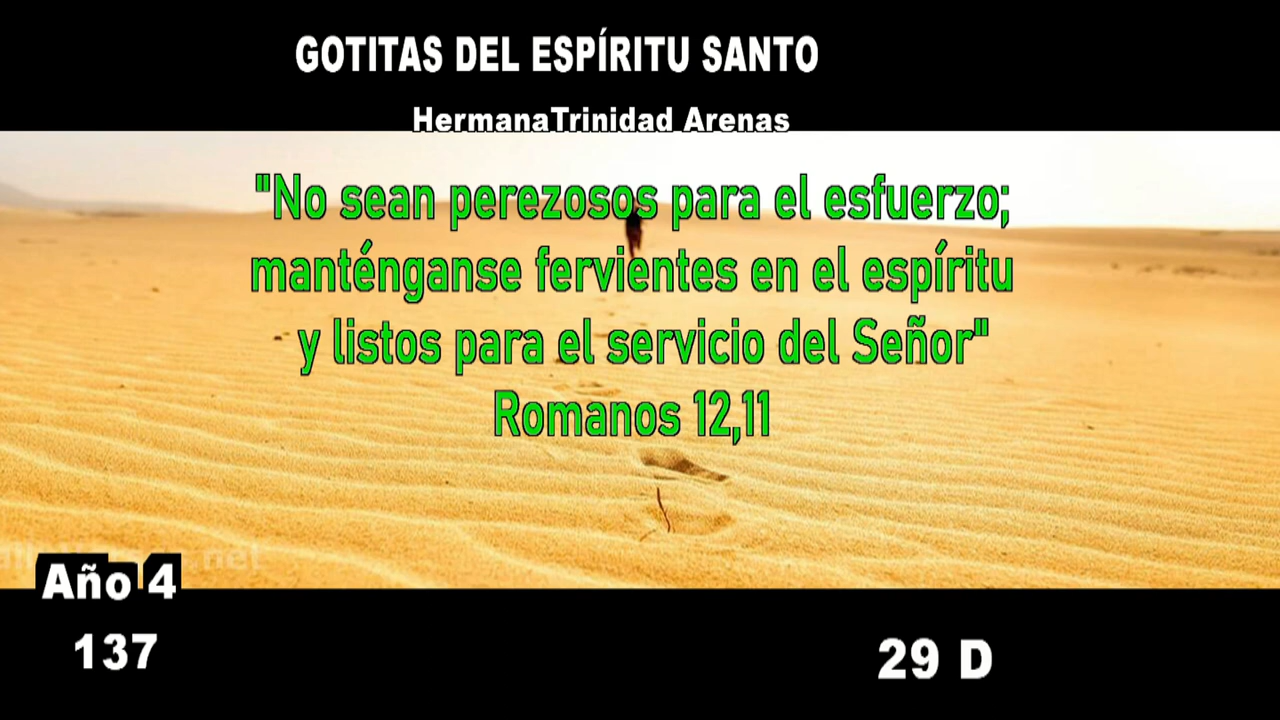 GOTITAS DEL ESPÍRITU SANTO
HermanaTrinidad Arenas
"No sean perezosos para el esfuerzo;
manténganse fervientes en el espíritu
y listos para el servicio del Señor"
Romanos 12,11
Año 4
137
29 D